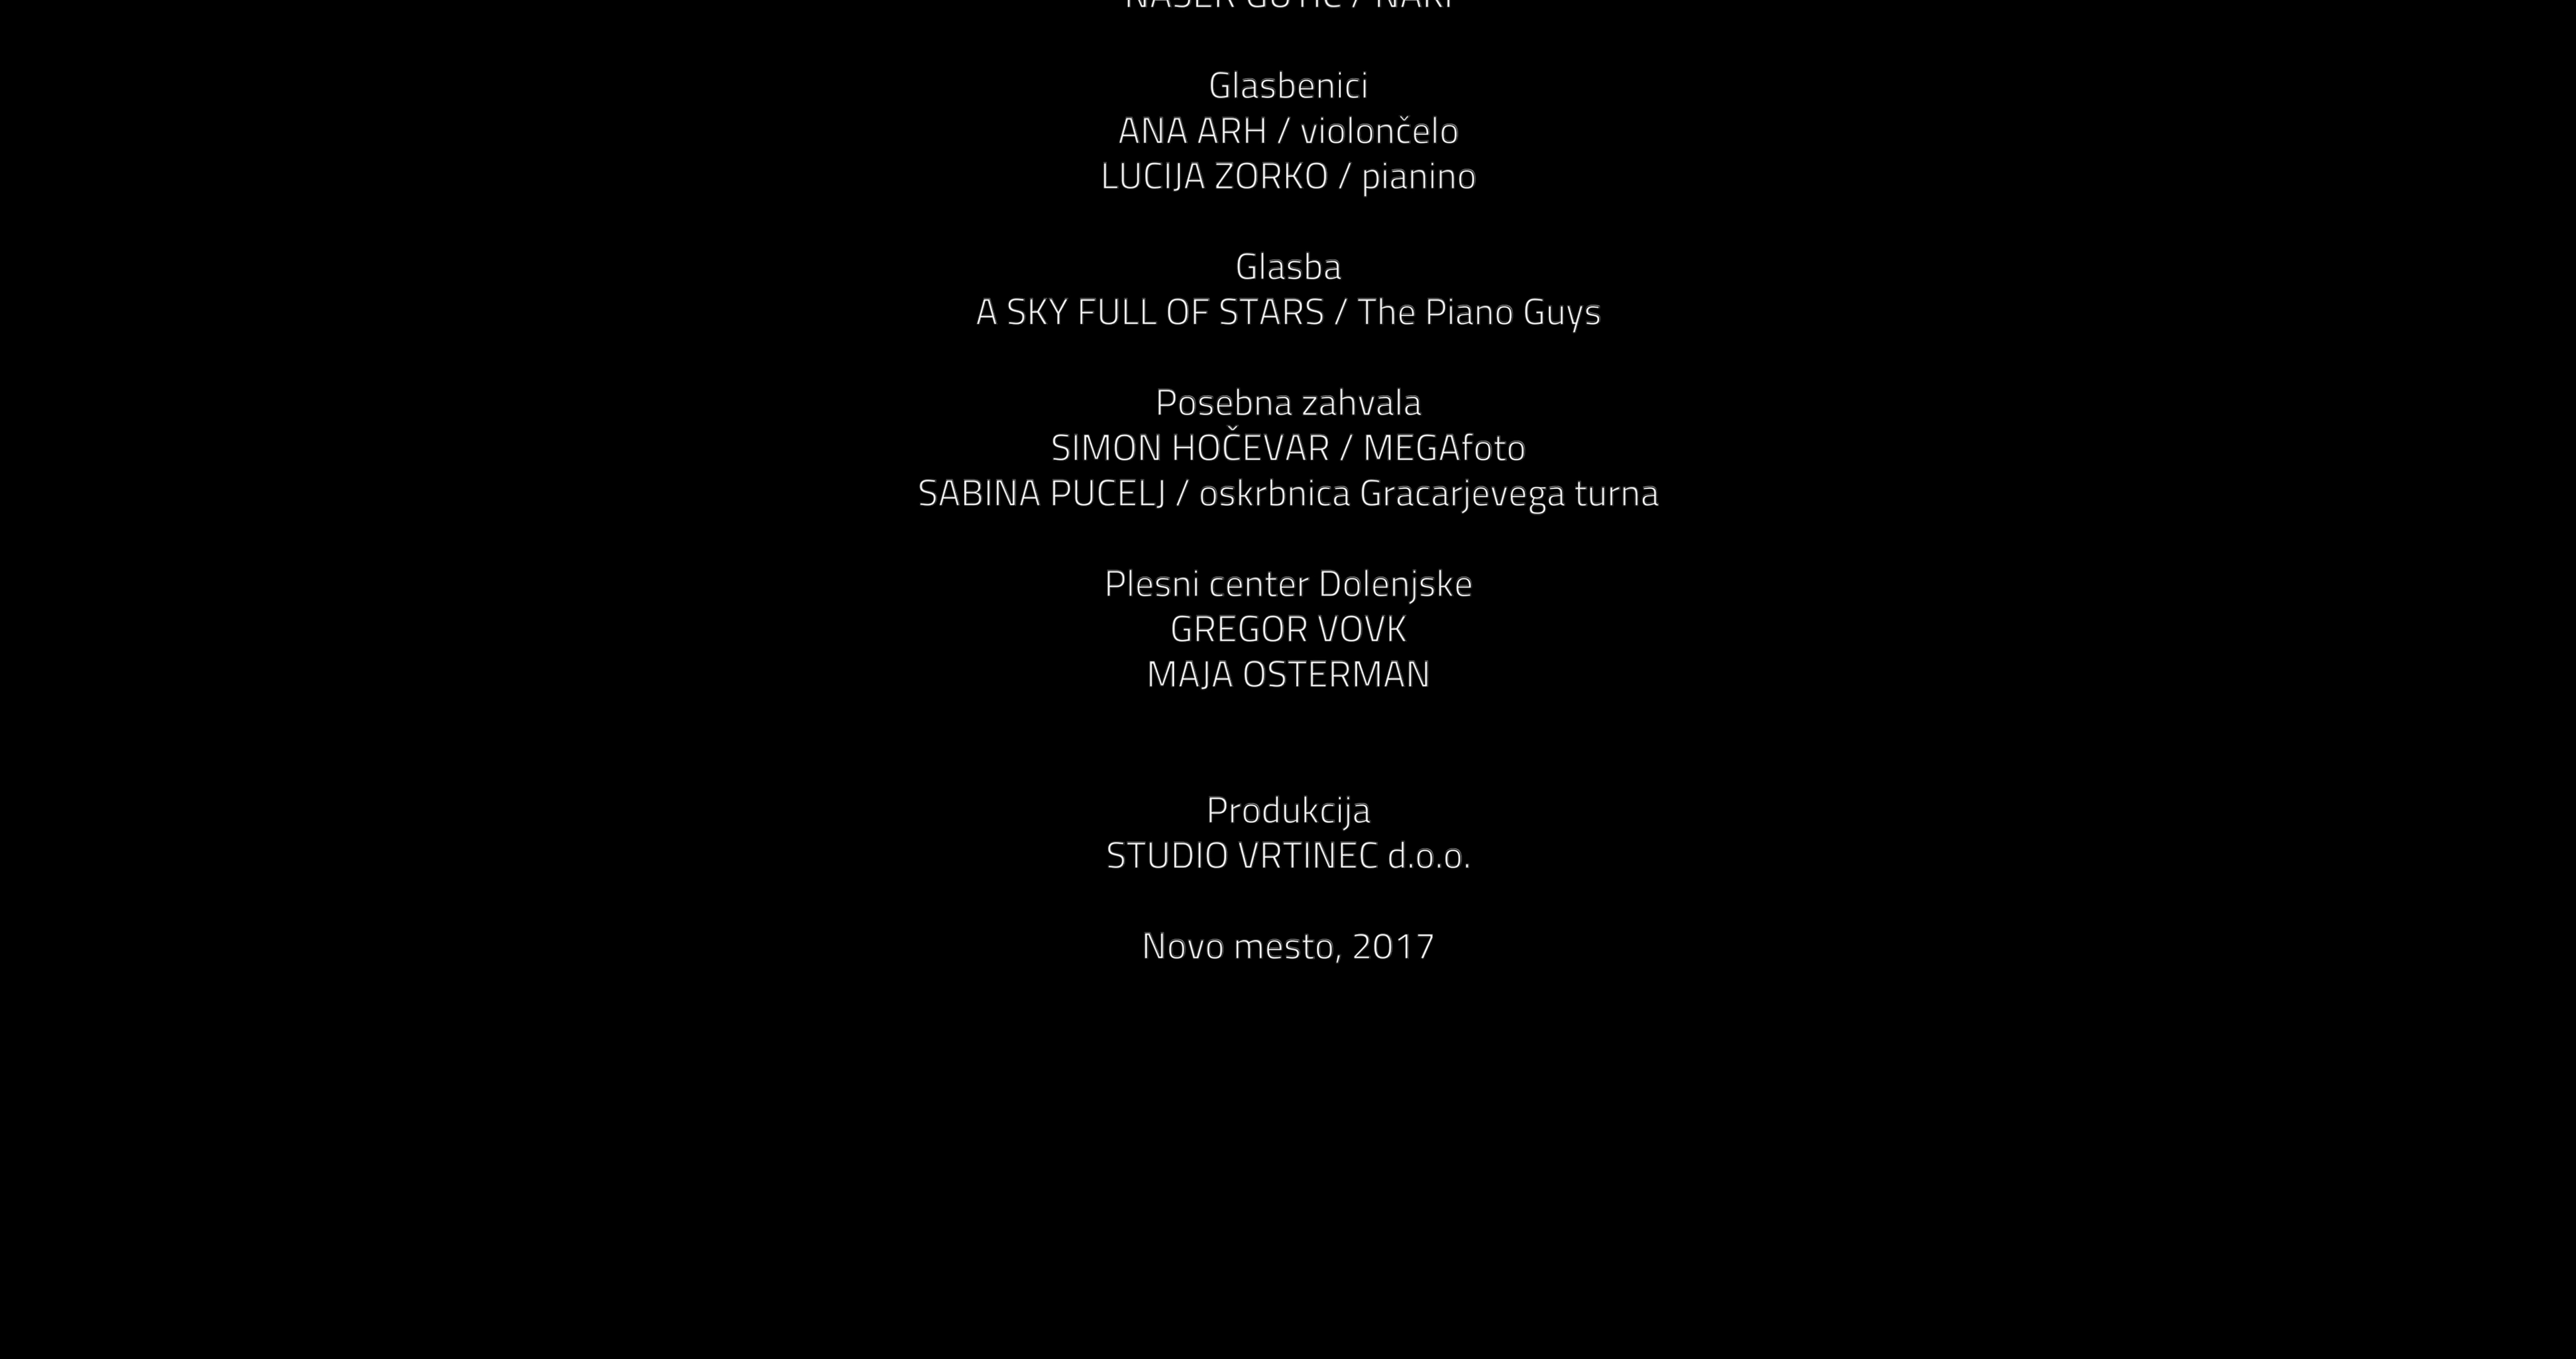 Glasbenici
ANA ARH / violončelo
LUCIJA ZORKO / pianino
Glasba
A SKY FULL OF STARS / The Piano Guys
Posebna zahvala
SIMON HOČEVAR / MEGAfoto
SABINA PUCELJ / oskrbnica Gracarjevega turna
Plesni center Dolenjske
GREGOR VOVK
MAJA OSTERMAN
Produkcija
STUDIO VRTINEC d.o.o.
Novo mesto, 2017